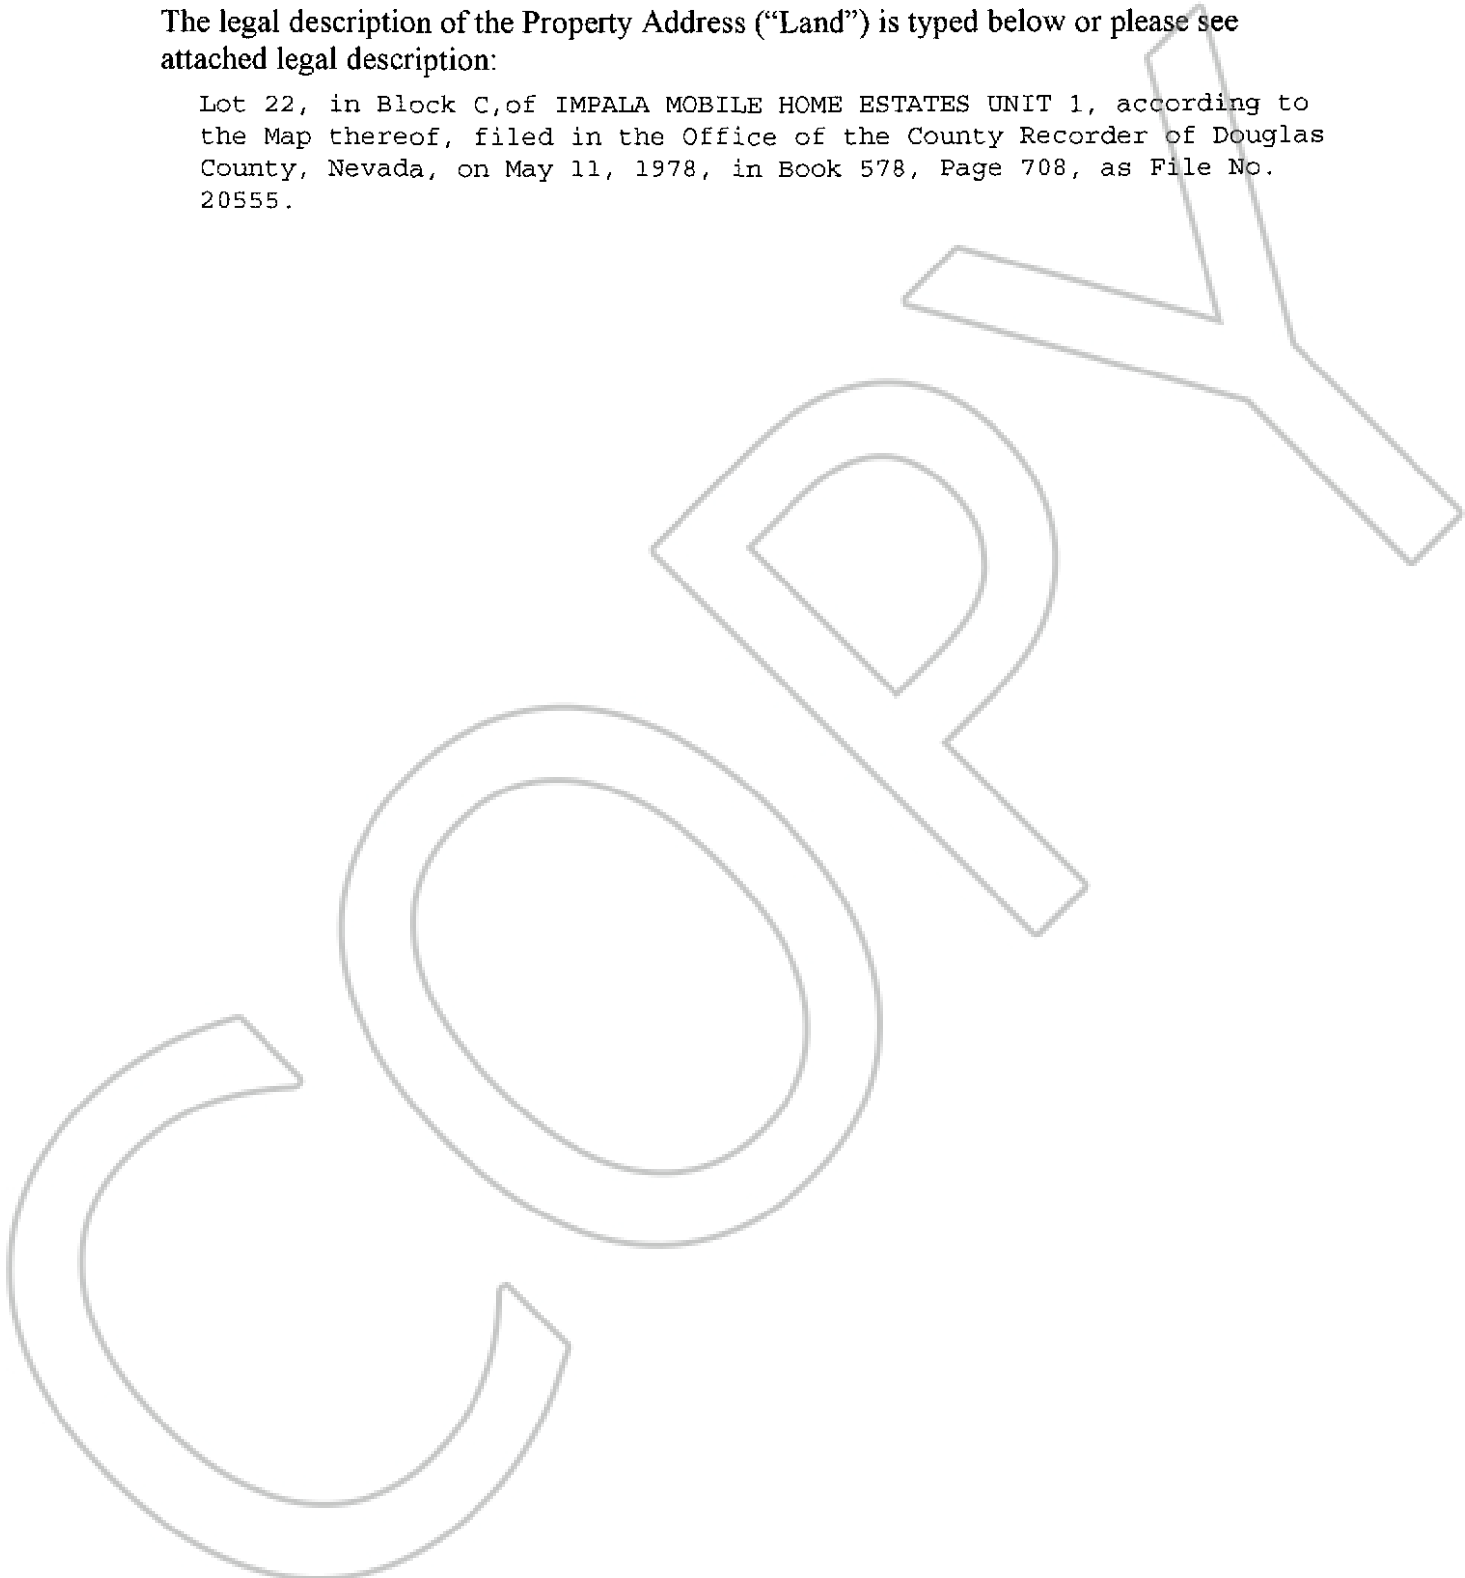 The legal description of the Property Address (“Land”) is typed below or please see
attached legal description:
Lot 22, in Block C,of IMPALA MOBILE HOME ESTATES UNIT 1, according to
the Map thereof, filed in the Office of the County Recorder of Douglas
County, Nevada, on May 11, 1978, in Book 578, Page 708, as File No.
20555.
COPY